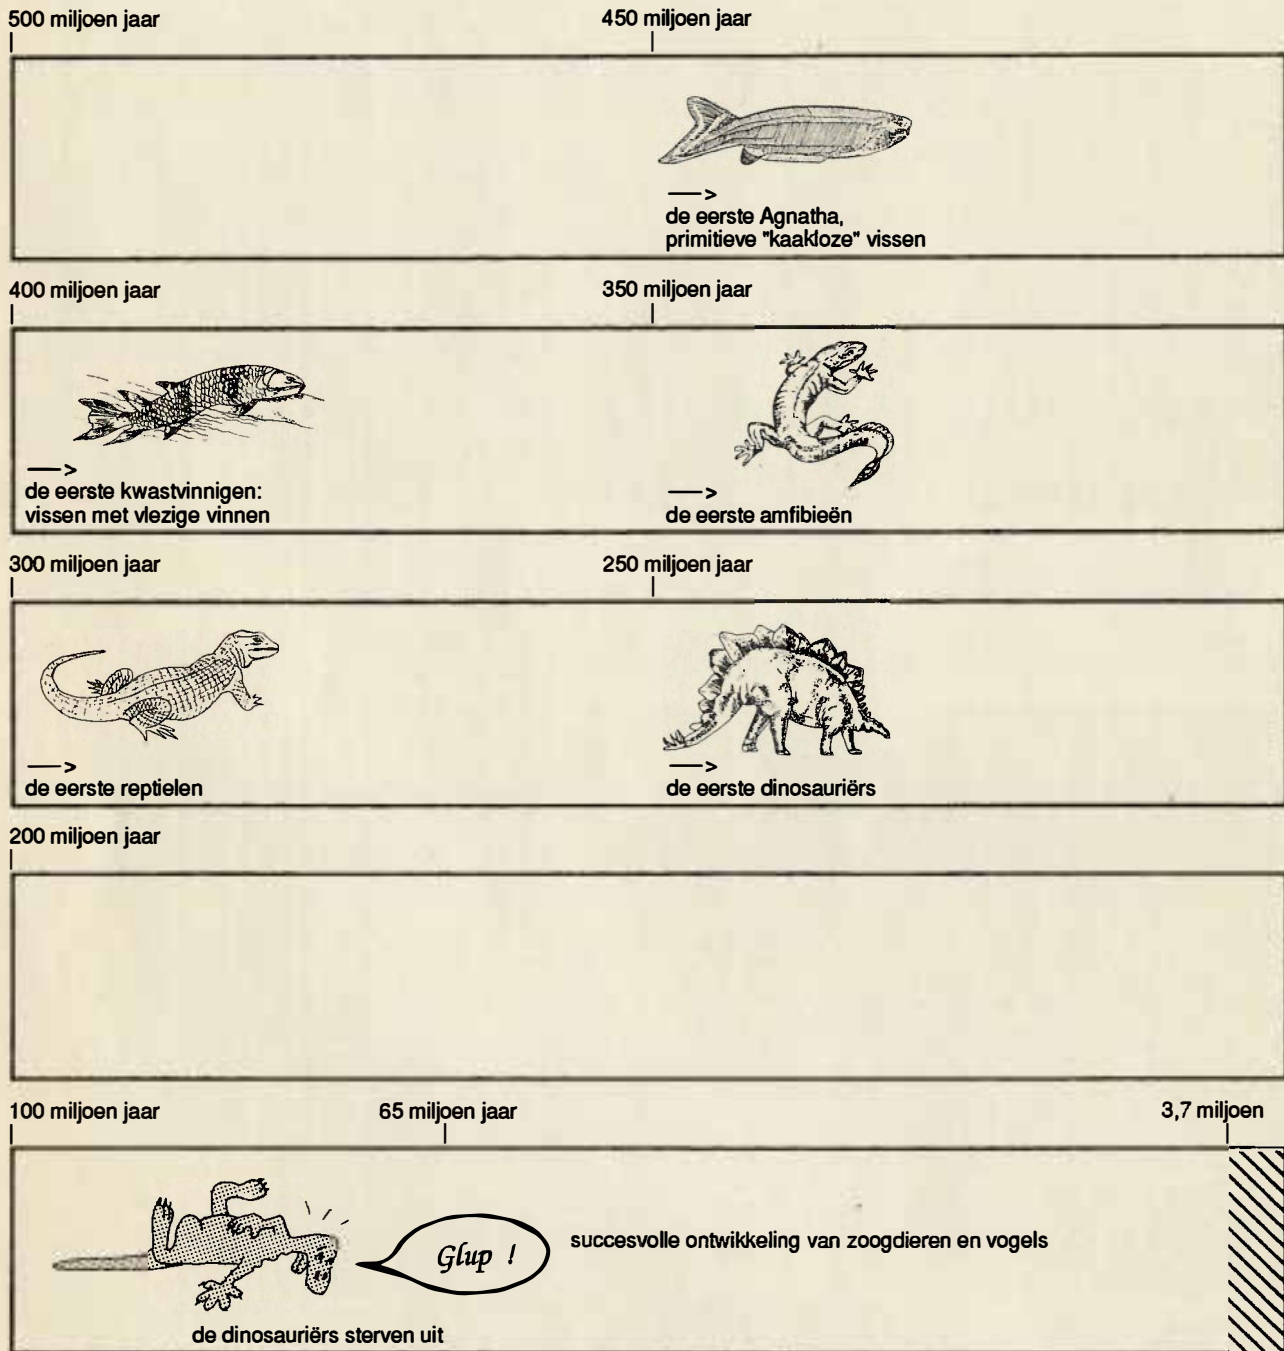 500 miljoen jaar 450 miljoen jaar
—>
de eerste Agnatha,
primitieve "kaakloze" vissen
400 miljoen jaar 350 miljoen jaar
—>
de eerste kwastvinnigen:
vissen met vlezige vinnen
—>
de eerste amfibieën
300 miljoen jaar 250 miljoen jaar
—>
de eerste reptielen
—>
de eerste dinosauriërs
200 miljoen jaar
100 miljoen jaar 65 miljoen jaar 3,7 miljoen
Glup !
succesvolle ontwikkeling van zoogdieren en vogels
de dinosauriërs sterven uit